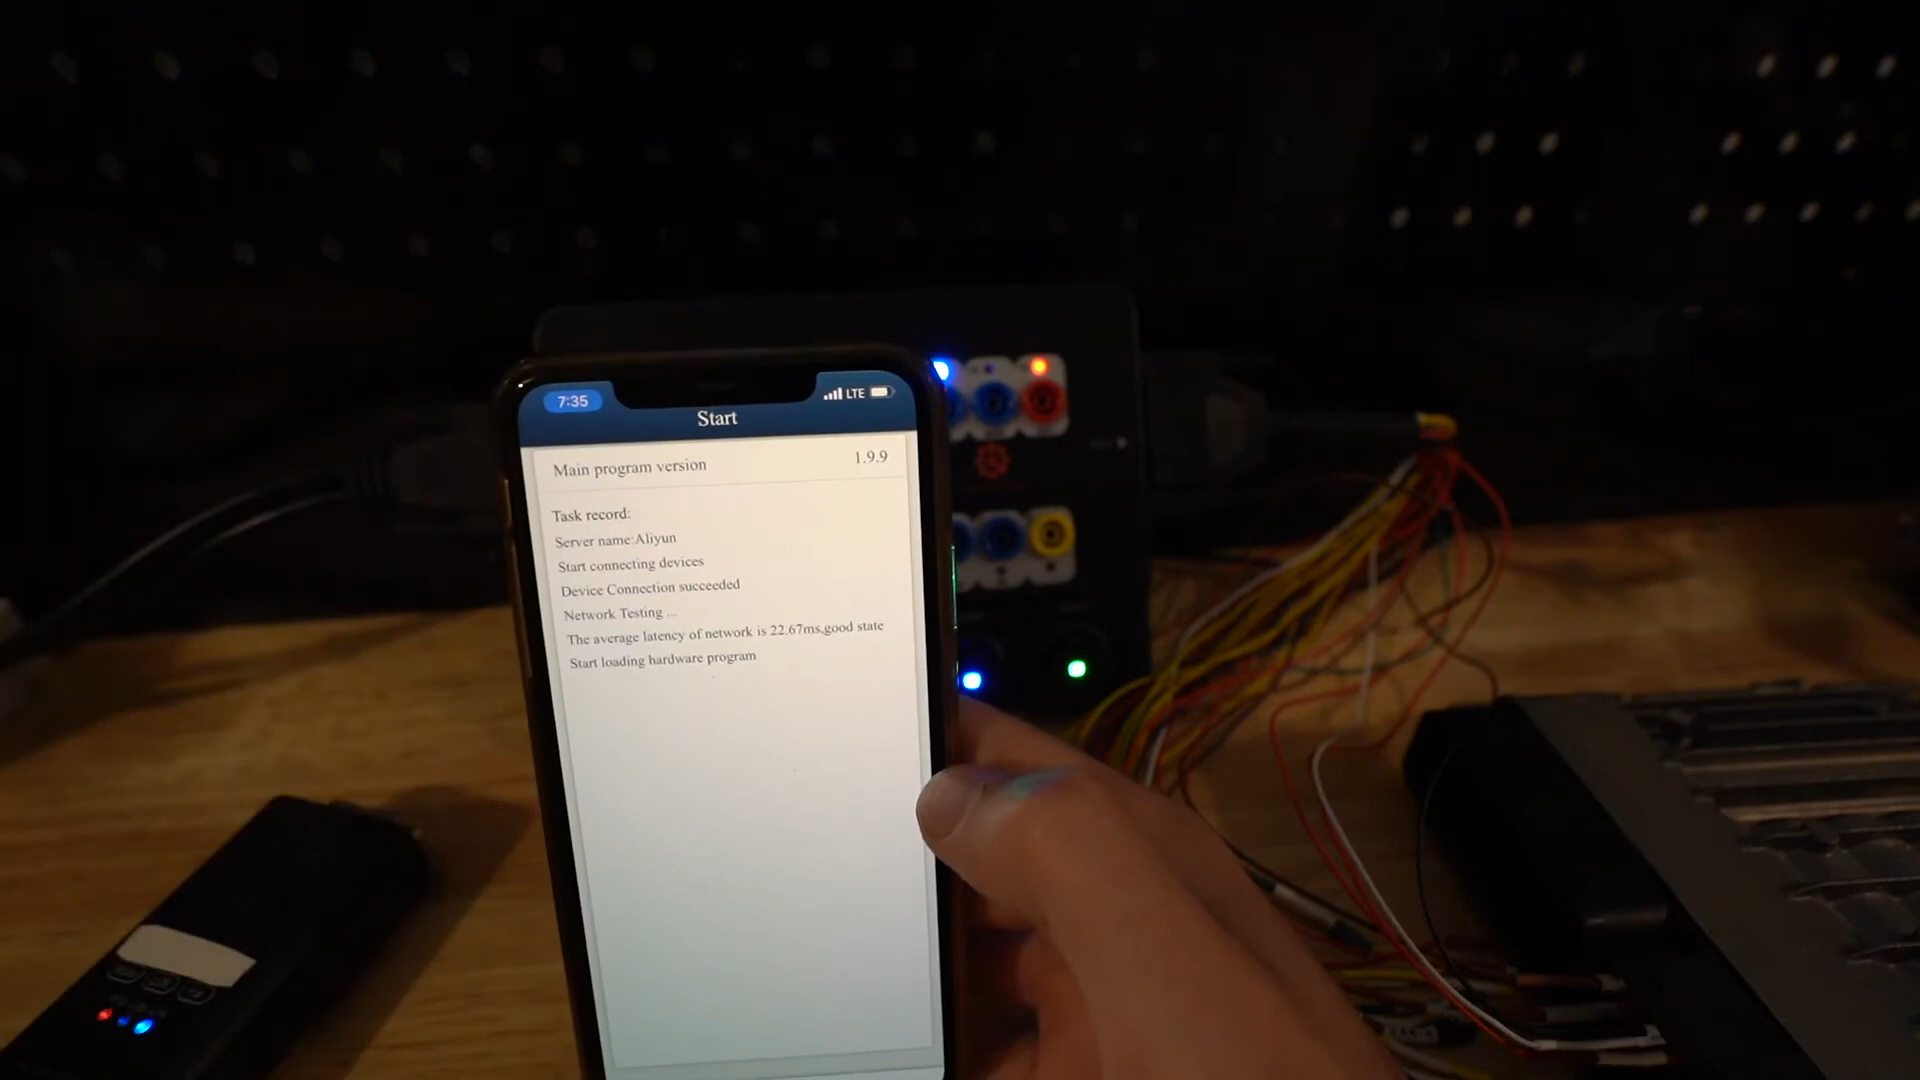 7:35
LTE
Start
Main program version 1.9.9
Task record:
Server name:Aliyun
Start connecting devices
Device Connection succeeded
Network Testing ...
The average latency of network is 22.67ms,good state
Start loading hardware program